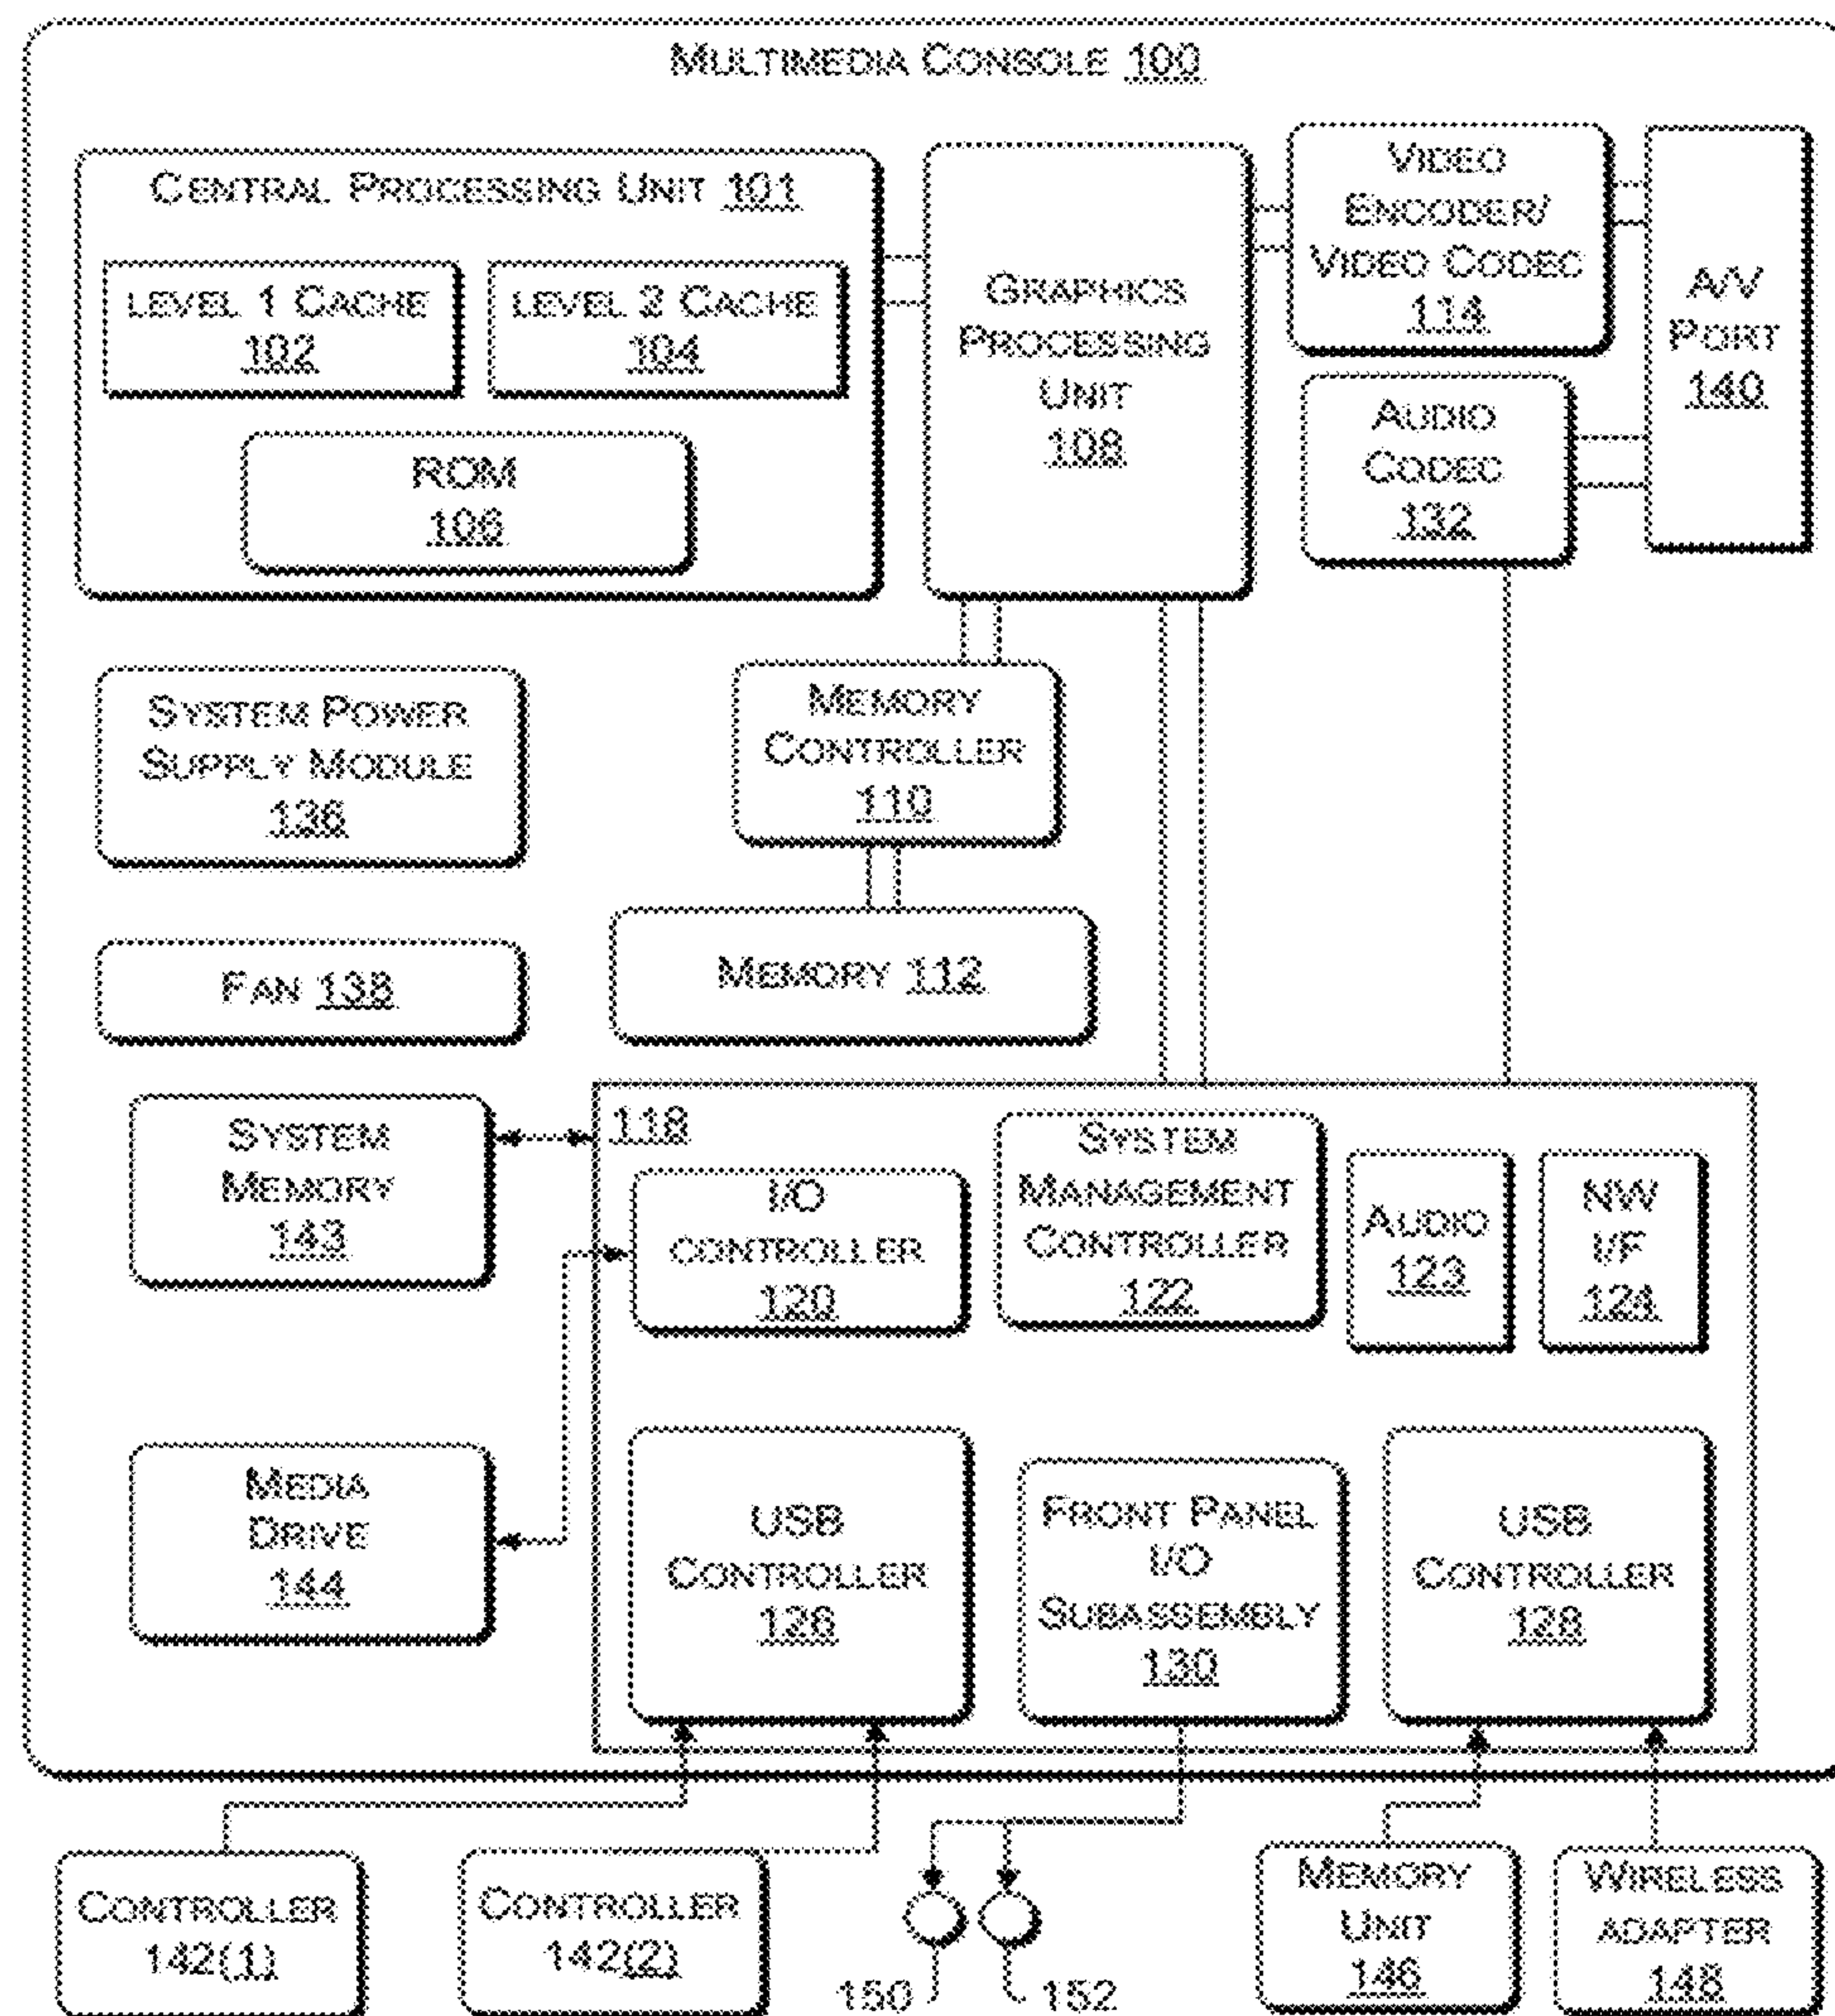 MULTIMEDIA CONSOLE 100
CENTRAL PROCESSING UNIT 101
LEVEL 1 CACHE
102
LEVEL 2 CACHE
104
ROM
106
GRAPHICS
PROCESSING
UNIT
108
VIDEO
ENCODER/
VIDEO CODEC
114
A/V
PORT
140
AUDIO
CODEC
132
SYSTEM POWER
SUPPLY MODULE
136
MEMORY
CONTROLLER
110
FAN 138
MEMORY 112
SYSTEM
MEMORY
143
118
I/O
CONTROLLER
120
SYSTEM
MANAGEMENT
CONTROLLER
122
AUDIO
123
NW
I/F
124
MEDIA
DRIVE
144
USB
CONTROLLER
126
FRONT PANEL
I/O
SUBASSEMBLY
130
USB
CONTROLLER
128
CONTROLLER
142(1)
CONTROLLER
142(2)
150
152
MEMORY
UNIT
146
WIRELESS
ADAPTER
148